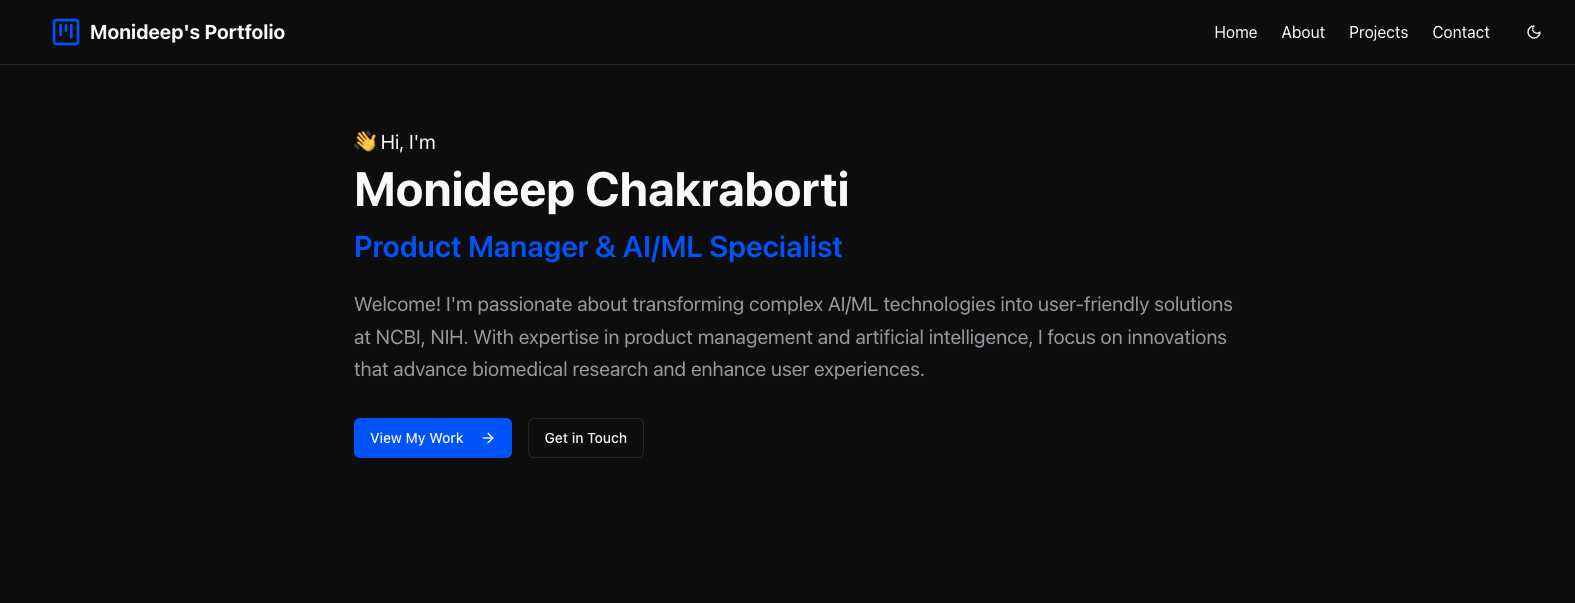 Monideep's Portfolio
Home About Projects Contact
👋 Hi, I'm
Monideep Chakraborti
Product Manager & AI/ML Specialist
Welcome! I'm passionate about transforming complex AI/ML technologies into user-friendly solutions
at NCBI, NIH. With expertise in product management and artificial intelligence, I focus on innovations
that advance biomedical research and enhance user experiences.
View My Work →
Get in Touch